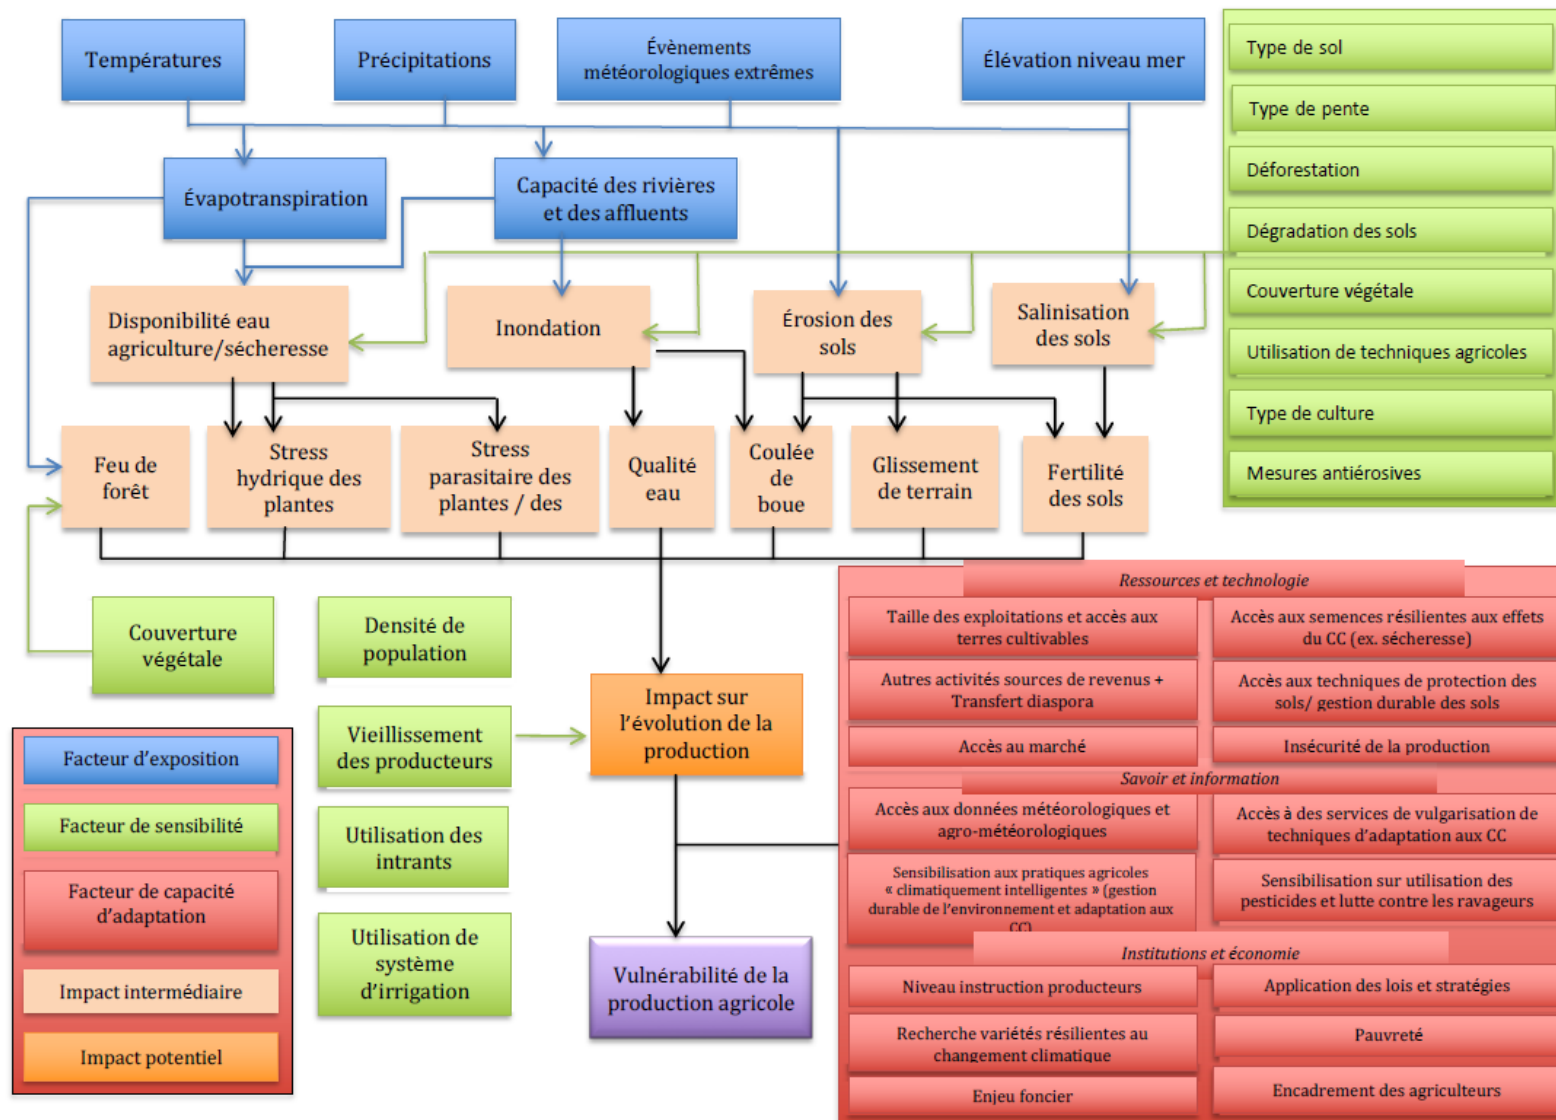 Températures
Précipitations
Évènements
météorologiques extrêmes
Élévation niveau mer
Type de sol
Type de pente
Déforestation
Dégradation des sols
Couverture végétale
Utilisation de techniques agricoles
Type de culture
Mesures antiérosives
Évapotranspiration
Capacité des rivières
et des affluents
Disponibilité eau
agriculture/sécheresse
Inondation
Érosion des
sols
Salinisation
des sols
Feu de
forêt
Stress
hydrique des
plantes
Stress
parasitaire des
plantes / des
Qualité
eau
Coulée
de
boue
Glissement
de terrain
Fertilité
des sols
Couverture
végétale
Densité de
population
Vieillissement
des producteurs
Utilisation des
intrants
Utilisation de
système
d'irrigation
Impact sur
l'évolution de la
production
Vulnérabilité de la
production agricole
Facteur d'exposition
Facteur de sensibilité
Facteur de capacité
d'adaptation
Impact intermédiaire
Impact potentiel
Ressources et technologie
Taille des exploitations et accès aux
terres cultivables
Accès aux semences résilientes aux effets
du CC (ex. sécheresse)
Autres activités sources de revenus +
Transfert diaspora
Accès aux techniques de protection des
sols/ gestion durable des sols
Accès au marché
Insécurité de la production
Savoir et information
Accès aux données météorologiques et
agro-météorologiques
Accès à des services de vulgarisation de
techniques d'adaptation aux CC
Sensibilisation aux pratiques agricoles
« climatiquement intelligentes » (gestion
durable de l'environnement et adaptation aux
CC)
Sensibilisation sur utilisation des
pesticides et lutte contre les ravageurs
Institutions et économie
Niveau instruction producteurs
Application des lois et stratégies
Recherche variétés résilientes au
changement climatique
Pauvreté
Enjeu foncier
Encadrement des agriculteurs